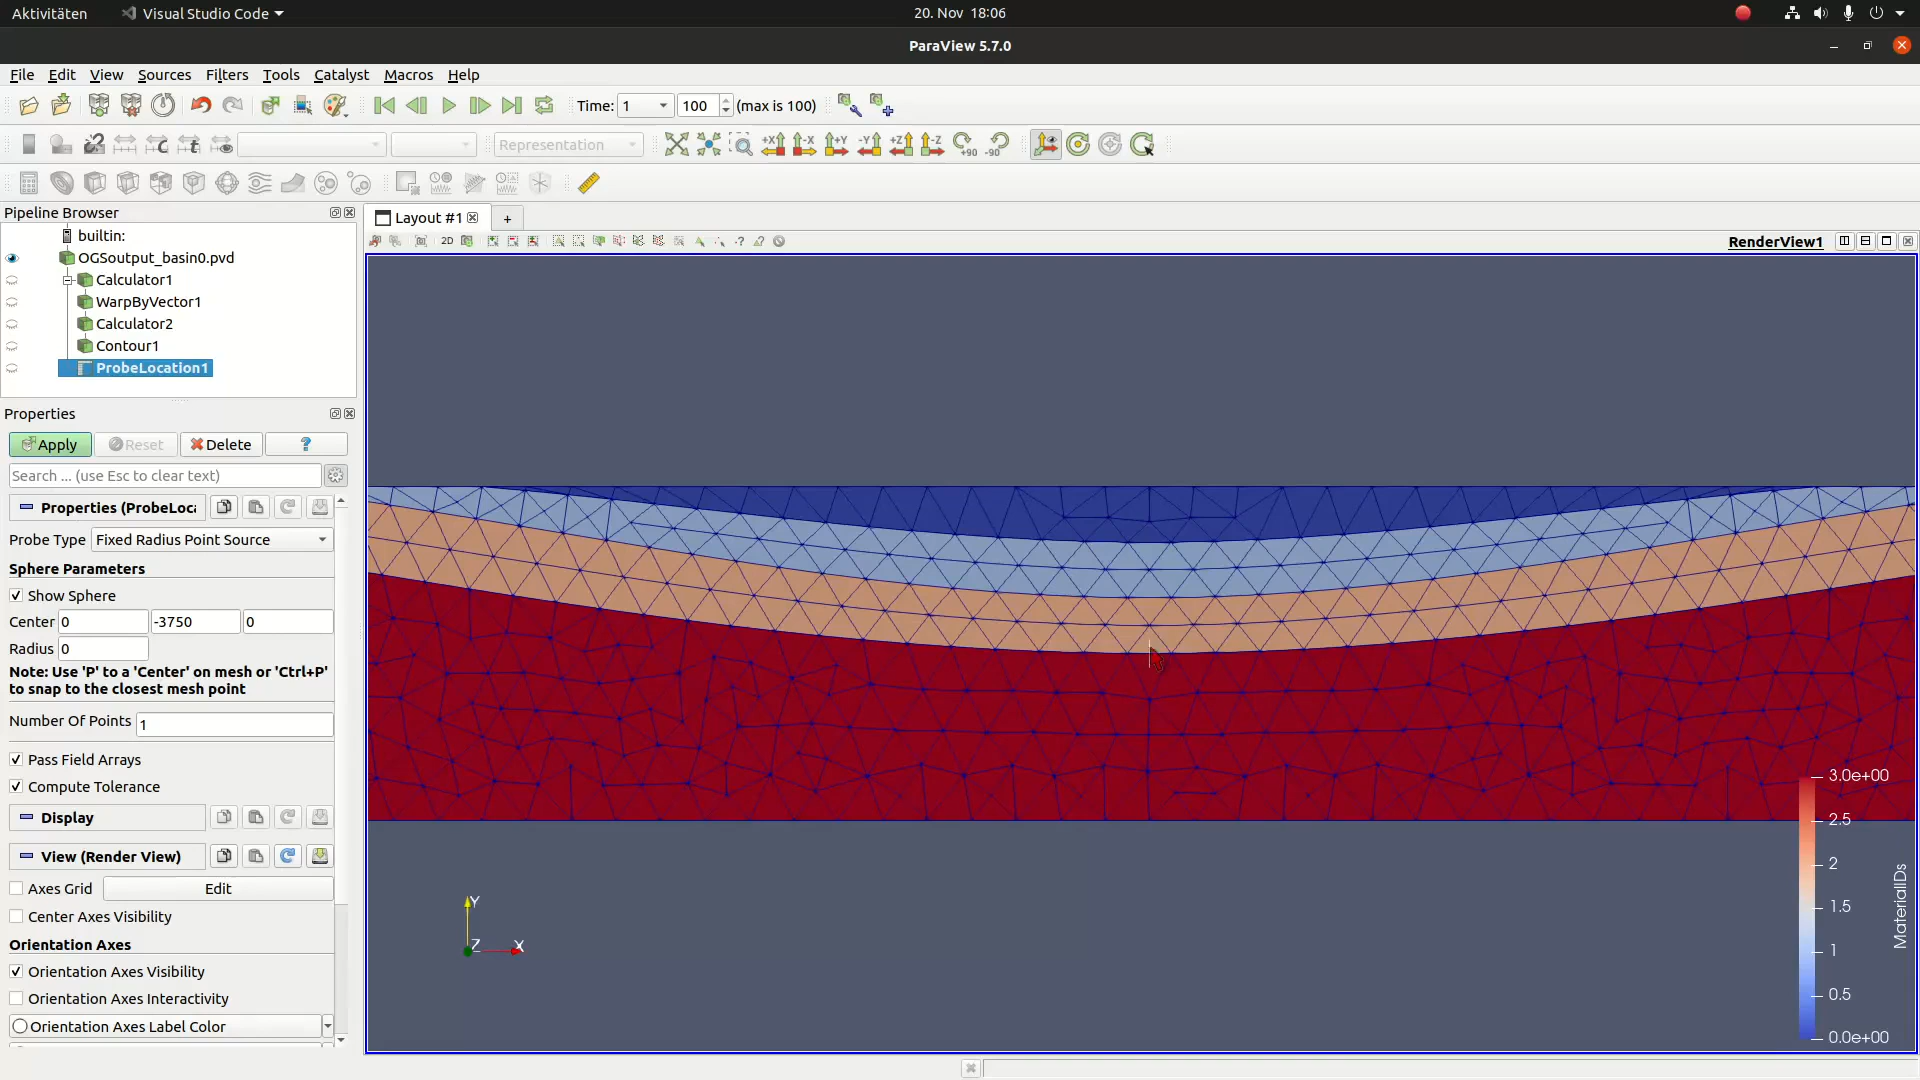 Aktivitäten Visual Studio Code 20. Nov 18:06
ParaView 5.7.0
File Edit View Sources Filters Tools Catalyst Macros Help
Time: 1 100 (max is 100)
Representation +X -X +Y -Y +Z -Z +90 -90
Pipeline Browser
Layout #1 +
builtin:
2D RenderView1
OGSoutput_basin0.pvd
Calculator1
WarpByVector1
Calculator2
Contour1
ProbeLocation1
Properties
Apply Reset Delete ?
Search ... (use Esc to clear text)
Properties (ProbeLoca
Probe Type Fixed Radius Point Source
Sphere Parameters
Show Sphere
Center 0 -3750 0
Radius 0
Note: Use 'P' to a 'Center' on mesh or 'Ctrl+P'
to snap to the closest mesh point
Number Of Points 1
Pass Field Arrays
Compute Tolerance
Display
View (Render View)
Axes Grid Edit
Center Axes Visibility
Orientation Axes
Orientation Axes Visibility
Orientation Axes Interactivity
Orientation Axes Label Color
Y
Z X
3.0e+00
2.5
2
1.5
1
0.5
0.0e+00
MaterialIDs